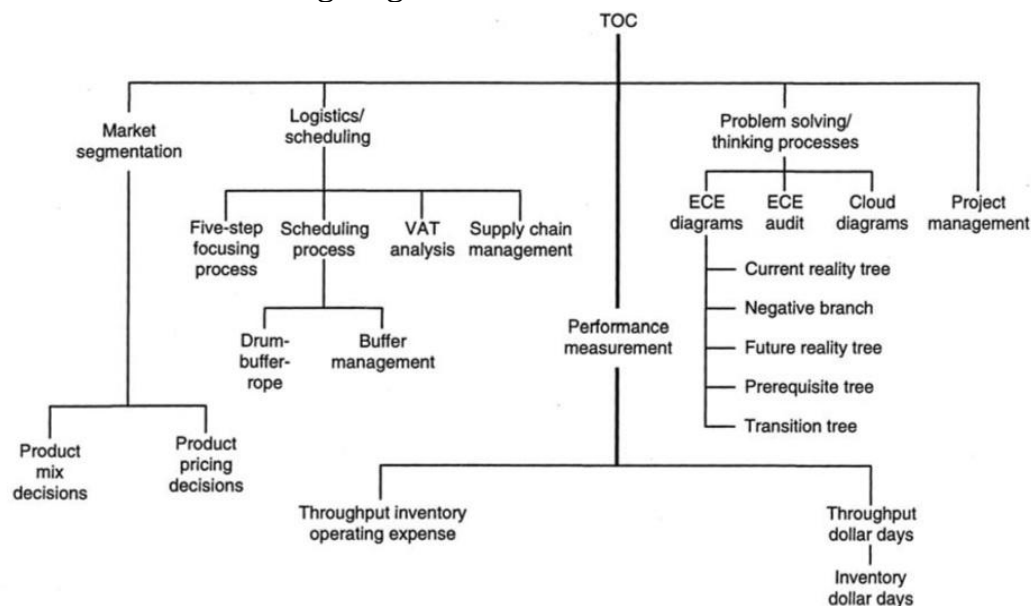 TOC
Market
segmentation
Logistics/
scheduling
Problem solving/
thinking processes
Project
management
Five-step
focusing
process
Scheduling
process
VAT
analysis
Supply chain
management
ECE
diagrams
ECE
audit
Cloud
diagrams
Current reality tree
Negative branch
Future reality tree
Prerequisite tree
Transition tree
Drum-
buffer-
rope
Buffer
management
Performance
measurement
Product
mix
decisions
Product
pricing
decisions
Throughput inventory
operating expense
Throughput
dollar days
Inventory
dollar days